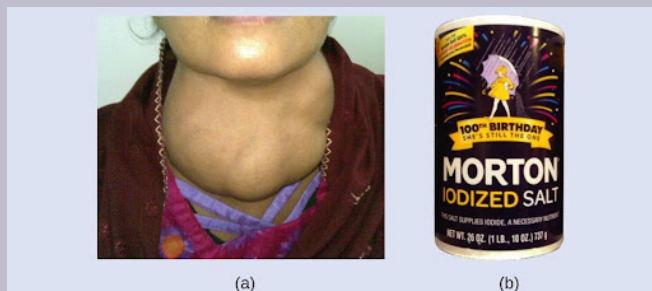 100TH BIRTHDAY
SHE'S STILL THE ONE
MORTON
IODIZED SALT
THIS SALT SUPPLIES IODIDE, A NECESSARY NUTRIENT
NET WT. 26 OZ. (1 LB., 10 OZ.) 737 g
(a)
(b)